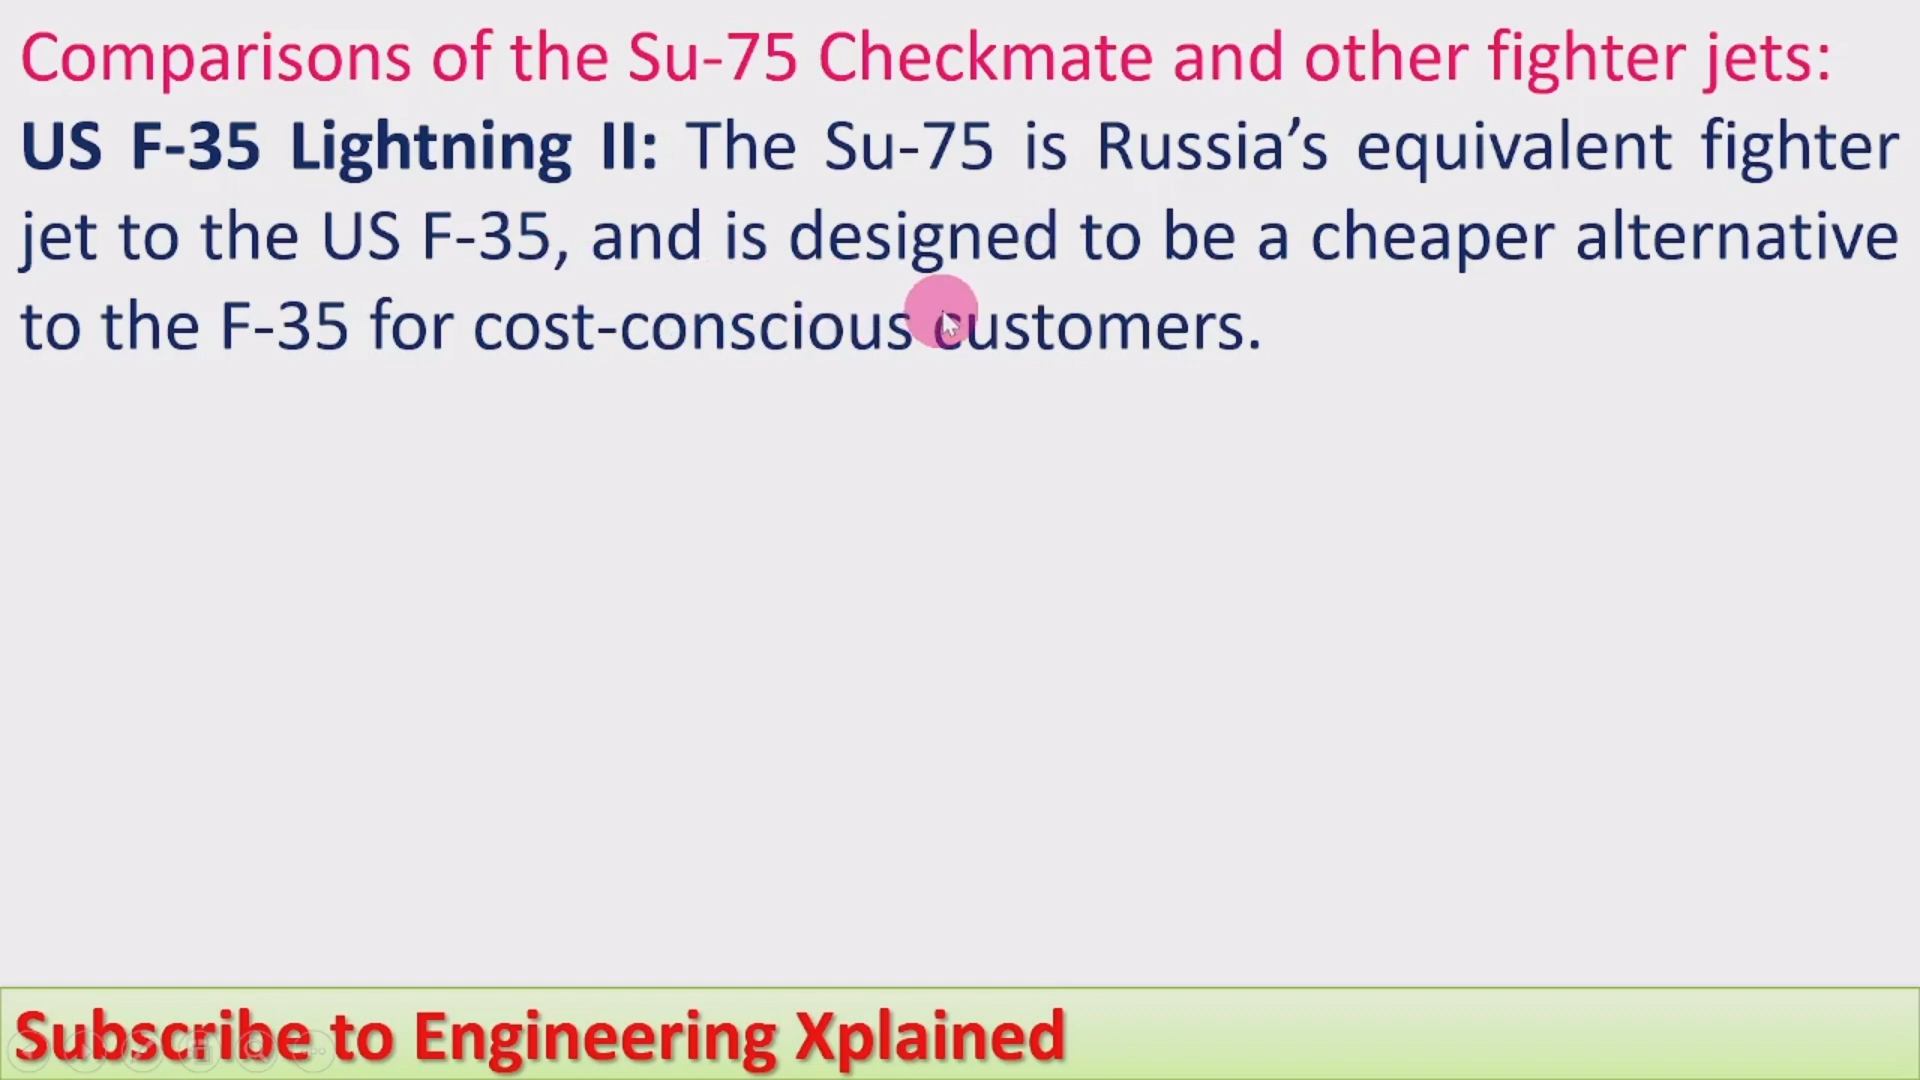 Comparisons of the Su-75 Checkmate and other fighter jets:
US F-35 Lightning II: The Su-75 is Russia’s equivalent fighter
jet to the US F-35, and is designed to be a cheaper alternative
to the F-35 for cost-conscious customers.
Subscribe to Engineering Xplained